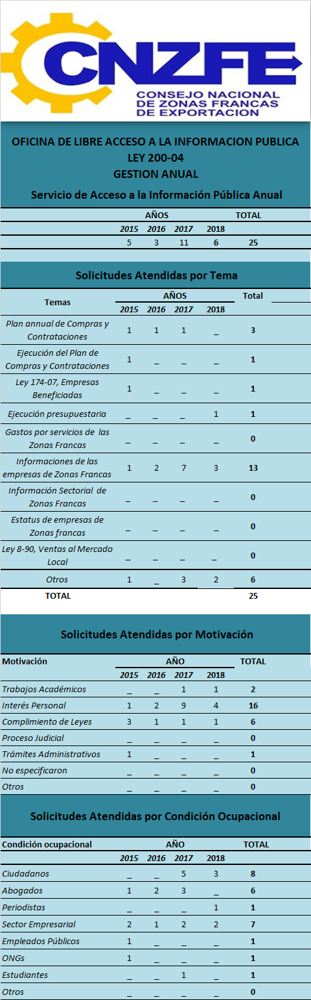 CNZFE
CONSEJO NACIONAL
DE ZONAS FRANCAS
DE EXPORTACION
OFICINA DE LIBRE ACCESO A LA INFORMACION PUBLICA
LEY 200-04
GESTION ANUAL
Servicio de Acceso a la Información Pública Anual
AÑOS TOTAL
2015 2016 2017 2018
5 3 11 6 25
Solicitudes Atendidas por Tema
Temas AÑOS Total
2015 2016 2017 2018
Plan annual de Compras y
Contrataciones 1 1 1 _ 3
Ejecución del Plan de
Compras y Contrataciones 1 _ _ _ 1
Ley 174-07, Empresas
Beneficiadas 1 _ _ _ 1
Ejecución presupuestaria _ _ _ 1 1
Gastos por servicios de las
Zonas Francas _ _ _ _ 0
Informaciones de las
empresas de Zonas Francas 1 2 7 3 13
Información Sectorial de
Zonas Francas _ _ _ _ 0
Estatus de empresas de
Zonas francas _ _ _ _ 0
Ley 8-90, Ventas al Mercado
Local _ _ _ _ 0
Otros 1 _ 3 2 6
TOTAL 25
Solicitudes Atendidas por Motivación
Motivación AÑO TOTAL
2015 2016 2017 2018
Trabajos Académicos _ _ 1 1 2
Interés Personal 1 2 9 4 16
Complimiento de Leyes 3 1 1 1 6
Proceso Judicial _ _ _ _ 0
Trámites Administrativos 1 _ _ _ 1
No especificaron _ _ _ _ 0
Otros _ _ _ _ 0
Solicitudes Atendidas por Condición Ocupacional
Condición ocupacional AÑO TOTAL
2015 2016 2017 2018
Ciudadanos _ _ 5 3 8
Abogados 1 2 3 _ 6
Periodistas _ _ _ 1 1
Sector Empresarial 2 1 2 2 7
Empleados Públicos 1 _ _ _ 1
ONGs 1 _ _ _ 1
Estudiantes _ _ 1 _ 1
Otros _ _ _ _ 0